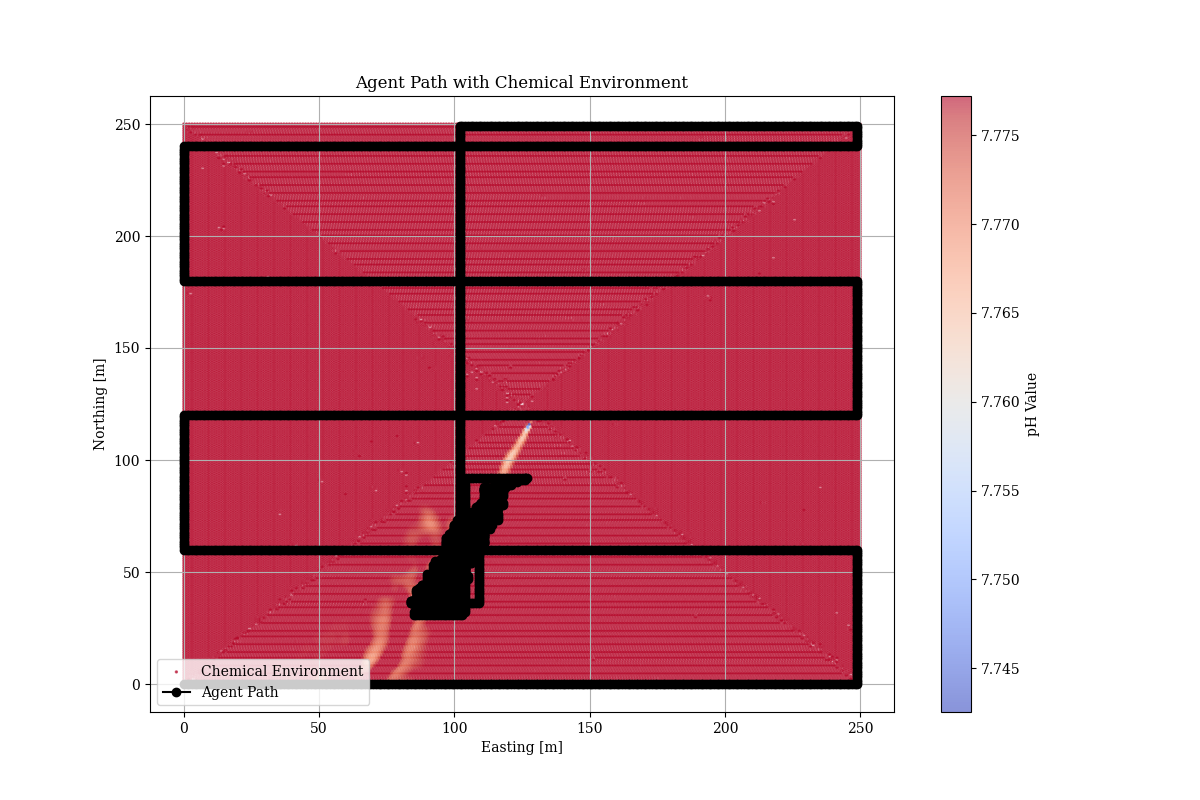 Agent Path with Chemical Environment
250
200
150
100
50
0
Northing [m]
Chemical Environment
Agent Path
0 50 100 150 200 250
Easting [m]
7.775
7.770
7.765
7.760
7.755
7.750
7.745
pH Value